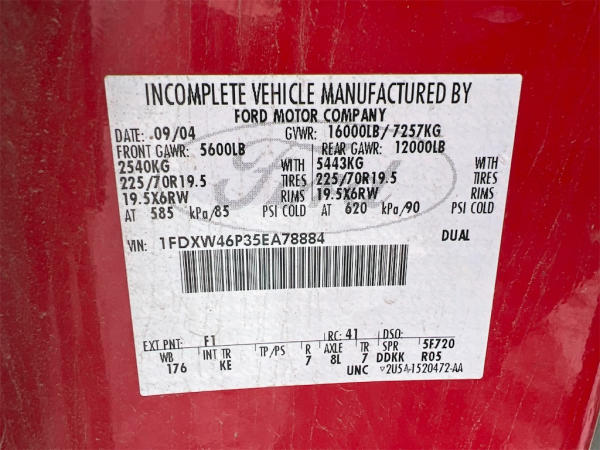 INCOMPLETE VEHICLE MANUFACTURED BY
FORD MOTOR COMPANY
DATE: 09/04 GVWR: 16000LB/ 7257KG
FRONT GAWR: 5600LB REAR GAWR: 12000LB
2540KG WITH 5443KG WITH
225/70R19.5 TIRES 225/70R19.5 TIRES
19.5X6RW RIMS 19.5X6RW RIMS
AT 585 kPa/85 PSI COLD AT 620 kPa/90 PSI COLD
VIN: 1FDXW46P35EA78884 DUAL
Ford
EXT PNT: F1 RC: 41 DSO:
WB INT TR TP/PS R AXLE TR SPR 5F720
176 KE 7 8L 7 DDKK R05
UNC 2U5A-1520472-AA